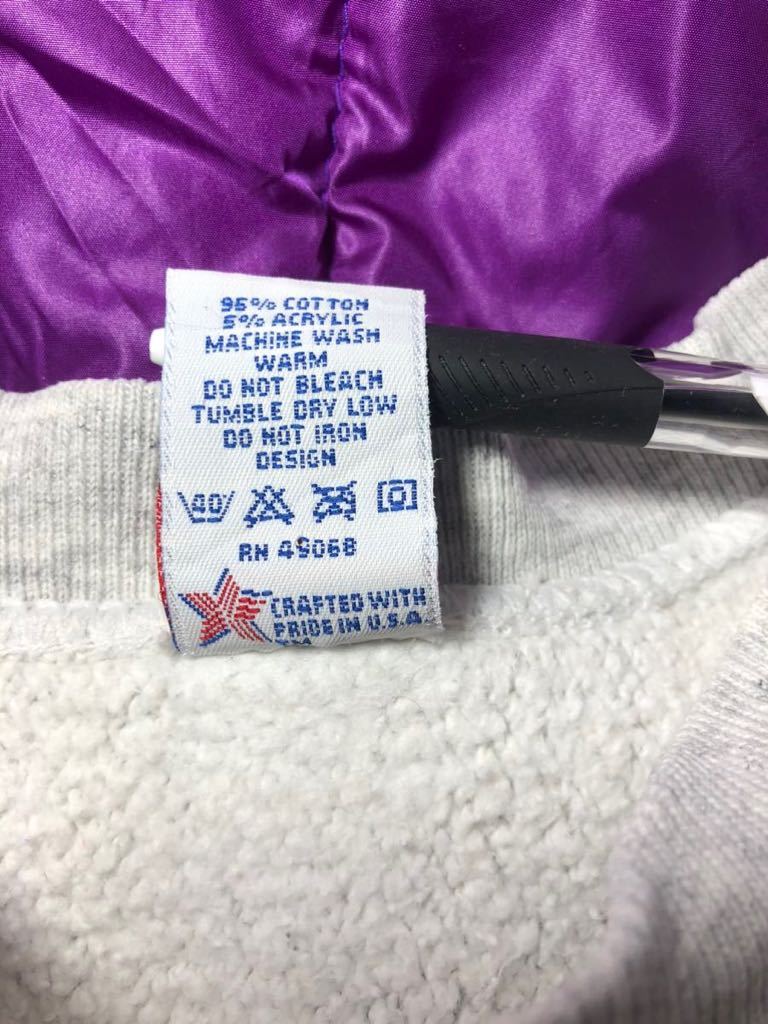 95% COTTON
5% ACRYLIC
MACHINE WASH
WARM
DO NOT BLEACH
TUMBLE DRY LOW
DO NOT IRON
DESIGN
RN 49068
CRAFTED WITH
PRIDE IN U.S.A